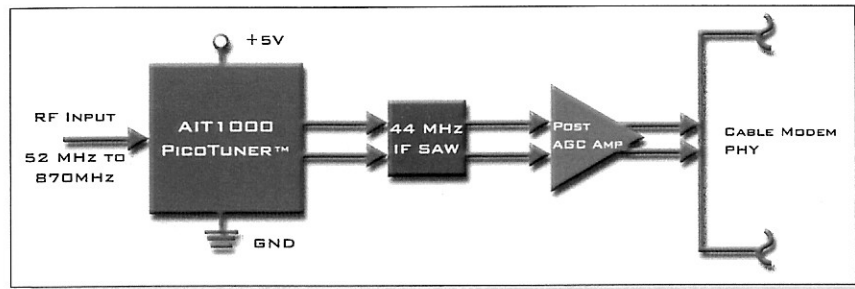 +5V
RF INPUT
52 MHZ TO
870MHZ
AIT1000
PICOTUNER™
GND
44 MHZ
IF SAW
POST
AGC AMP
CABLE MODEM
PHY